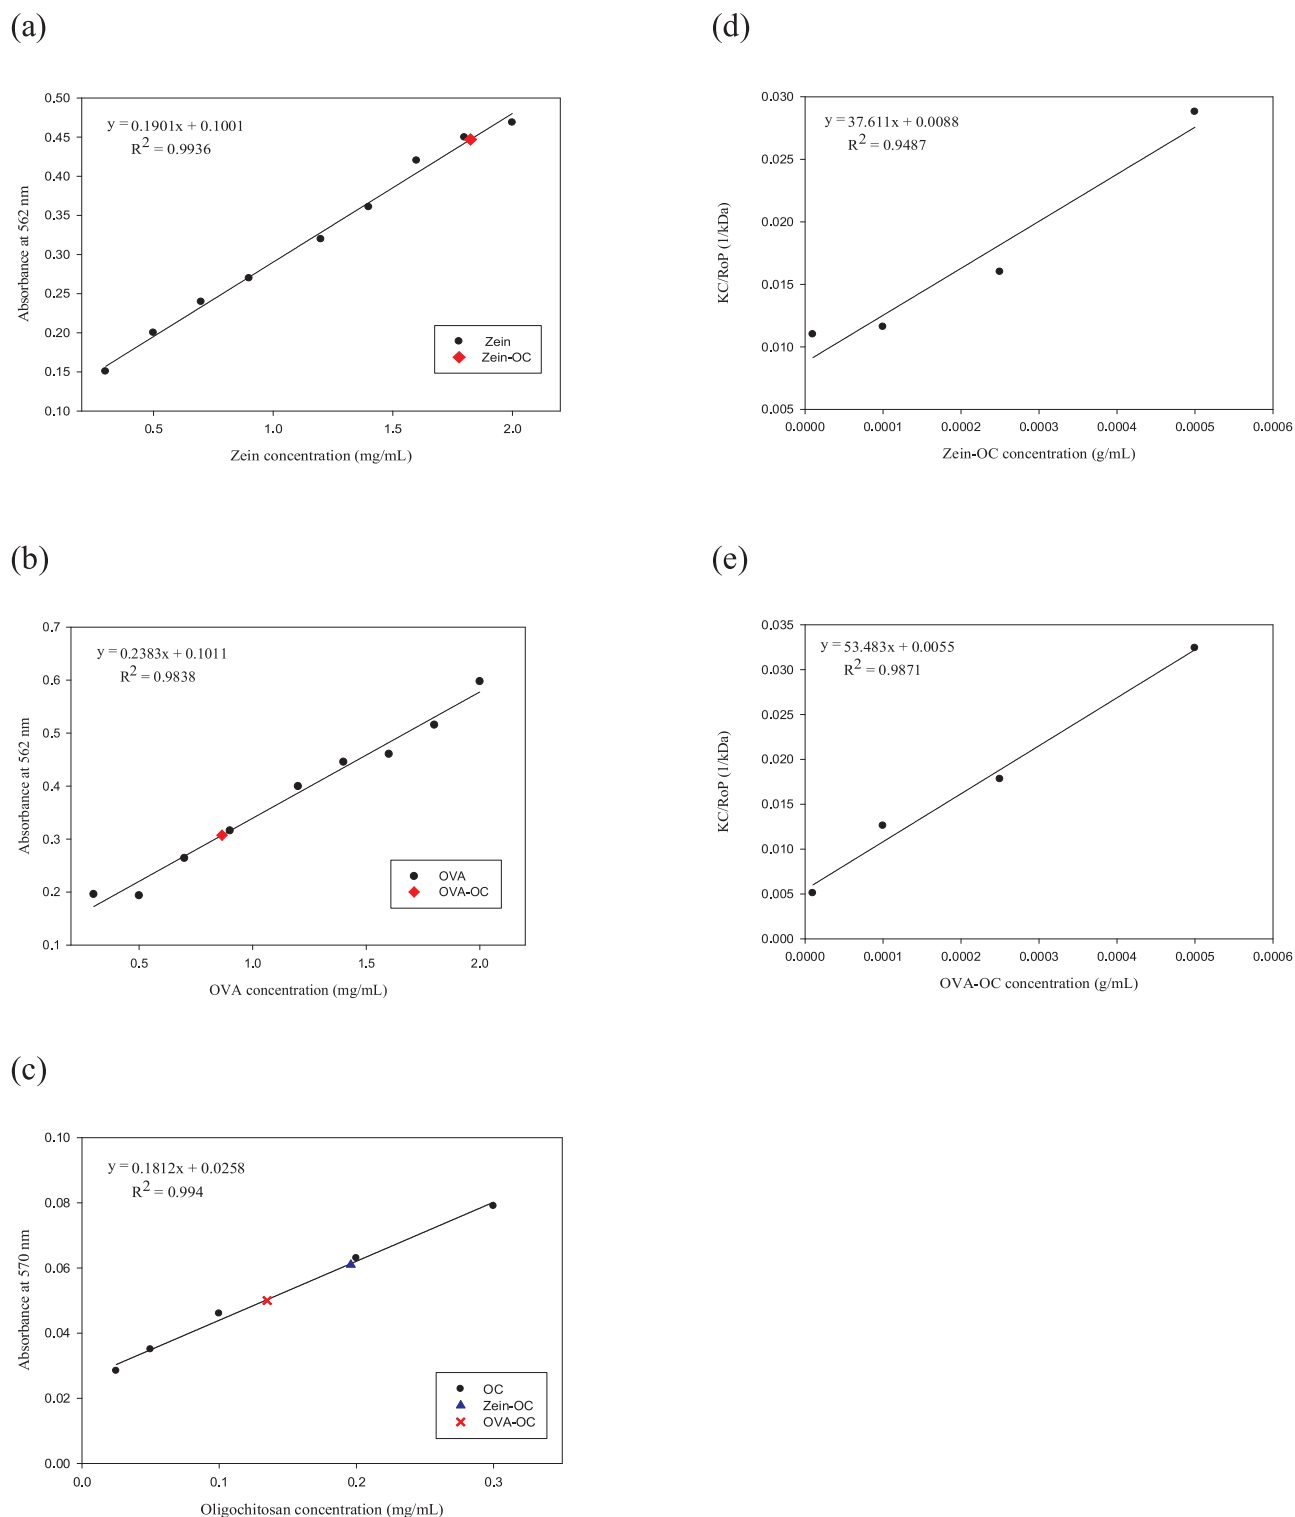 (a)
0.50
0.45
0.40
0.35
0.30
0.25
0.20
0.15
0.10
y = 0.1901x + 0.1001
R2 = 0.9936
Absorbance at 562 nm
Zein
Zein-OC
0.5 1.0 1.5 2.0
Zein concentration (mg/mL)
(d)
0.030
0.025
0.020
0.015
0.010
0.005
y = 37.611x + 0.0088
R2 = 0.9487
KC/RoP (1/kDa)
0.0000 0.0001 0.0002 0.0003 0.0004 0.0005 0.0006
Zein-OC concentration (g/mL)
(b)
0.7
0.6
0.5
0.4
0.3
0.2
0.1
y = 0.2383x + 0.1011
R2 = 0.9838
Absorbance at 562 nm
OVA
OVA-OC
0.5 1.0 1.5 2.0
OVA concentration (mg/mL)
(e)
0.035
0.030
0.025
0.020
0.015
0.010
0.005
0.000
y = 53.483x + 0.0055
R2 = 0.9871
KC/RoP (1/kDa)
0.0000 0.0001 0.0002 0.0003 0.0004 0.0005 0.0006
OVA-OC concentration (g/mL)
(c)
0.10
0.08
0.06
0.04
0.02
0.00
y = 0.1812x + 0.0258
R2 = 0.994
Absorbance at 570 nm
OC
Zein-OC
OVA-OC
0.0 0.1 0.2 0.3
Oligochitosan concentration (mg/mL)